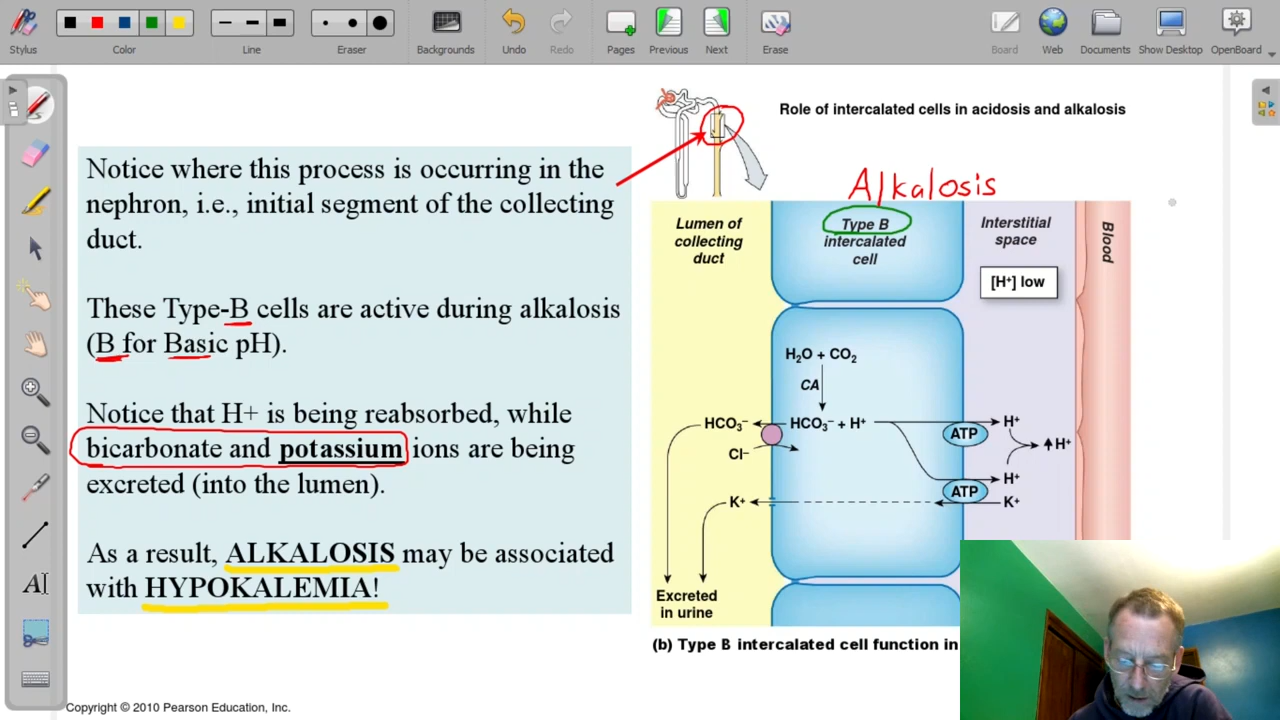 Stylus
Color
Line
Eraser
Backgrounds
Undo
Redo
Pages
Previous
Next
Erase
Board
Web
Documents
Show Desktop
OpenBoard
Notice where this process is occurring in the
nephron, i.e., initial segment of the collecting
duct.
These Type-B cells are active during alkalosis
(B for Basic pH).
Notice that H+ is being reabsorbed, while
bicarbonate and potassium ions are being
excreted (into the lumen).
As a result, ALKALOSIS may be associated
with HYPOKALEMIA!
Role of intercalated cells in acidosis and alkalosis
Alkalosis
Lumen of
collecting
duct
Type B
intercalated
cell
Interstitial
space
Blood
[H+] low
H₂O + CO₂
CA
HCO₃⁻
HCO₃⁻ + H⁺
ATP
H⁺
↑ H⁺
Cl⁻
H⁺
ATP
K⁺
K⁺
Excreted
in urine
(b) Type B intercalated cell function in
AI
Copyright © 2010 Pearson Education, Inc.